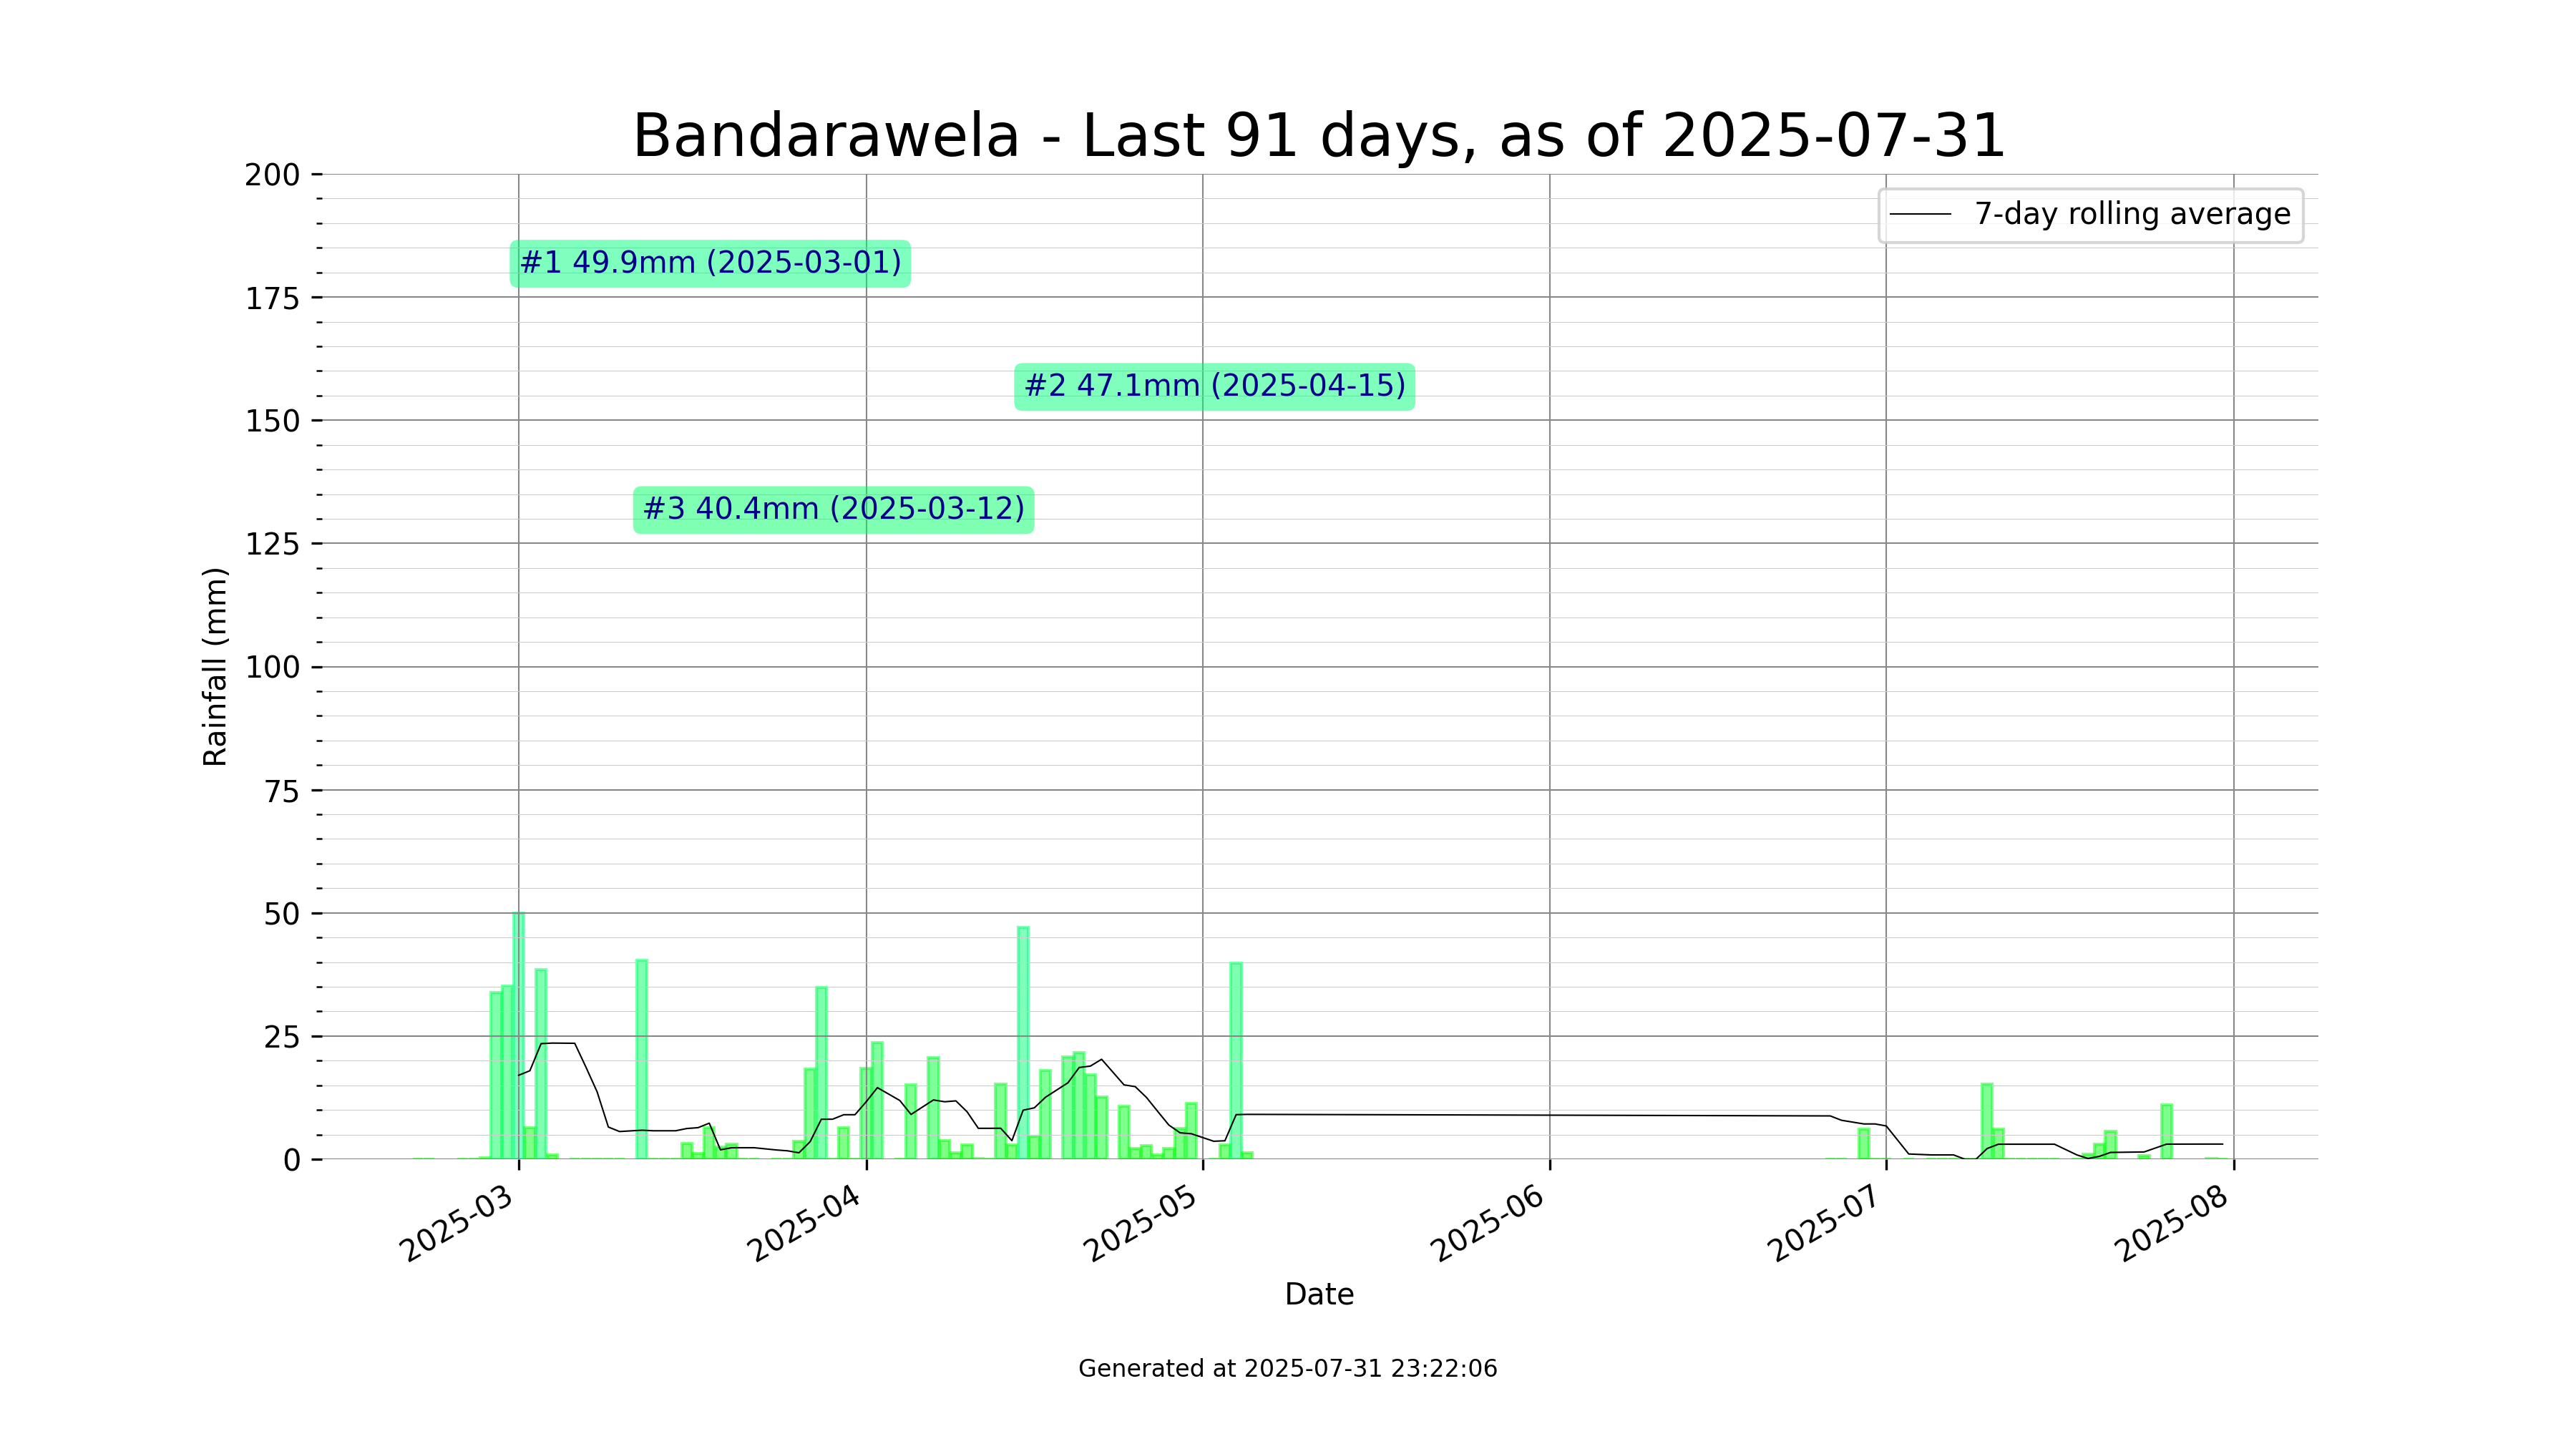 Bandarawela - Last 91 days, as of 2025-07-31
200
175
150
125
100
75
50
25
0
Rainfall (mm)
7-day rolling average
#1 49.9mm (2025-03-01)
#2 47.1mm (2025-04-15)
#3 40.4mm (2025-03-12)
2025-03
2025-04
2025-05
2025-06
2025-07
2025-08
Date
Generated at 2025-07-31 23:22:06